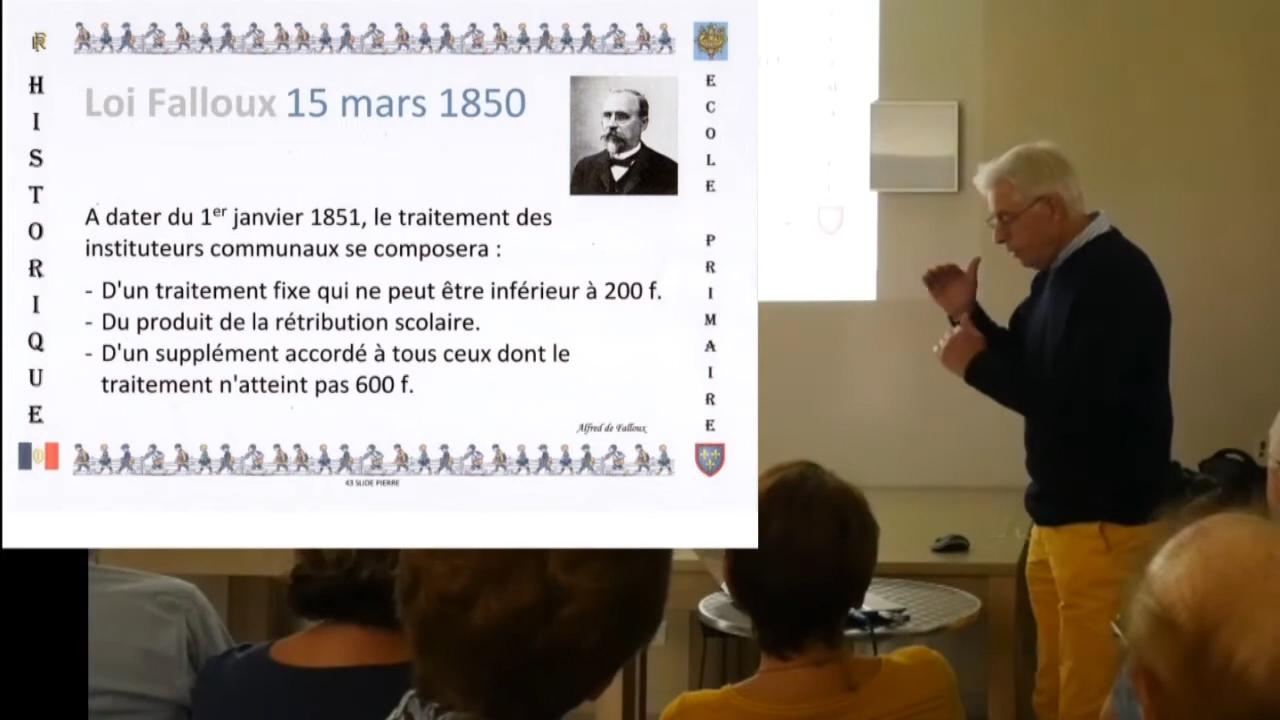 RF
HISTORIQUE
Loi Falloux 15 mars 1850
A dater du 1er janvier 1851, le traitement des
instituteurs communaux se composera :
- D'un traitement fixe qui ne peut être inférieur à 200 f.
- Du produit de la rétribution scolaire.
- D'un supplément accordé à tous ceux dont le
traitement n'atteint pas 600 f.
Alfred de Falloux
43 SLIDE PIERRE
ECOLE PRIMAIRE